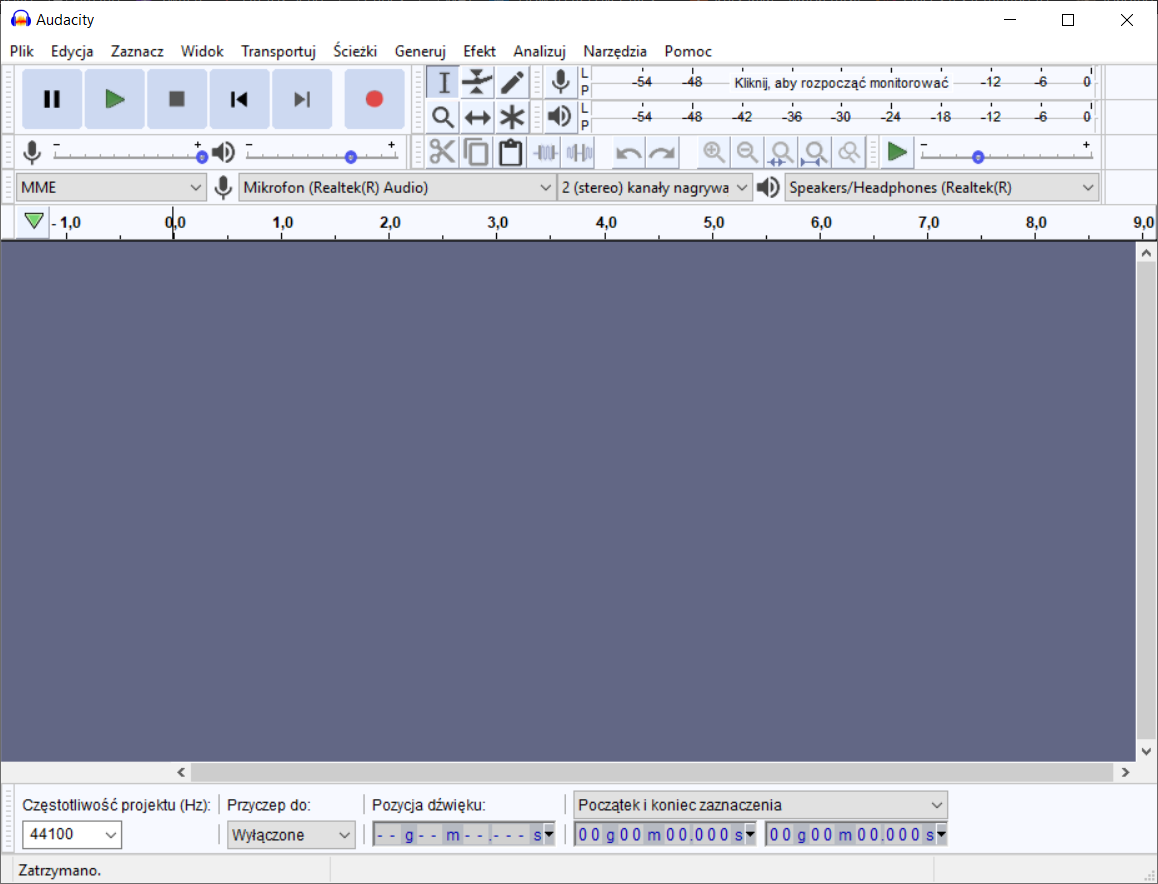 Audacity
Plik Edycja Zaznacz Widok Transportuj Ścieżki Generuj Efekt Analizuj Narzędzia Pomoc
L P -54 -48 Kliknij, aby rozpocząć monitorować -12 -6 0
L P -54 -48 -42 -36 -30 -24 -18 -12 -6 0
- + - + - +
MME Mikrofon (Realtek(R) Audio) 2 (stereo) kanały nagrywa Speakers/Headphones (Realtek(R)
- 1,0 0,0 1,0 2,0 3,0 4,0 5,0 6,0 7,0 8,0 9,0
Częstotliwość projektu (Hz): Przyczep do: Pozycja dźwięku: Początek i koniec zaznaczenia
44100 Wyłączone - - g - - m - - . - - - s 0 0 g 0 0 m 0 0 . 0 0 0 s 0 0 g 0 0 m 0 0 . 0 0 0 s
Zatrzymano.